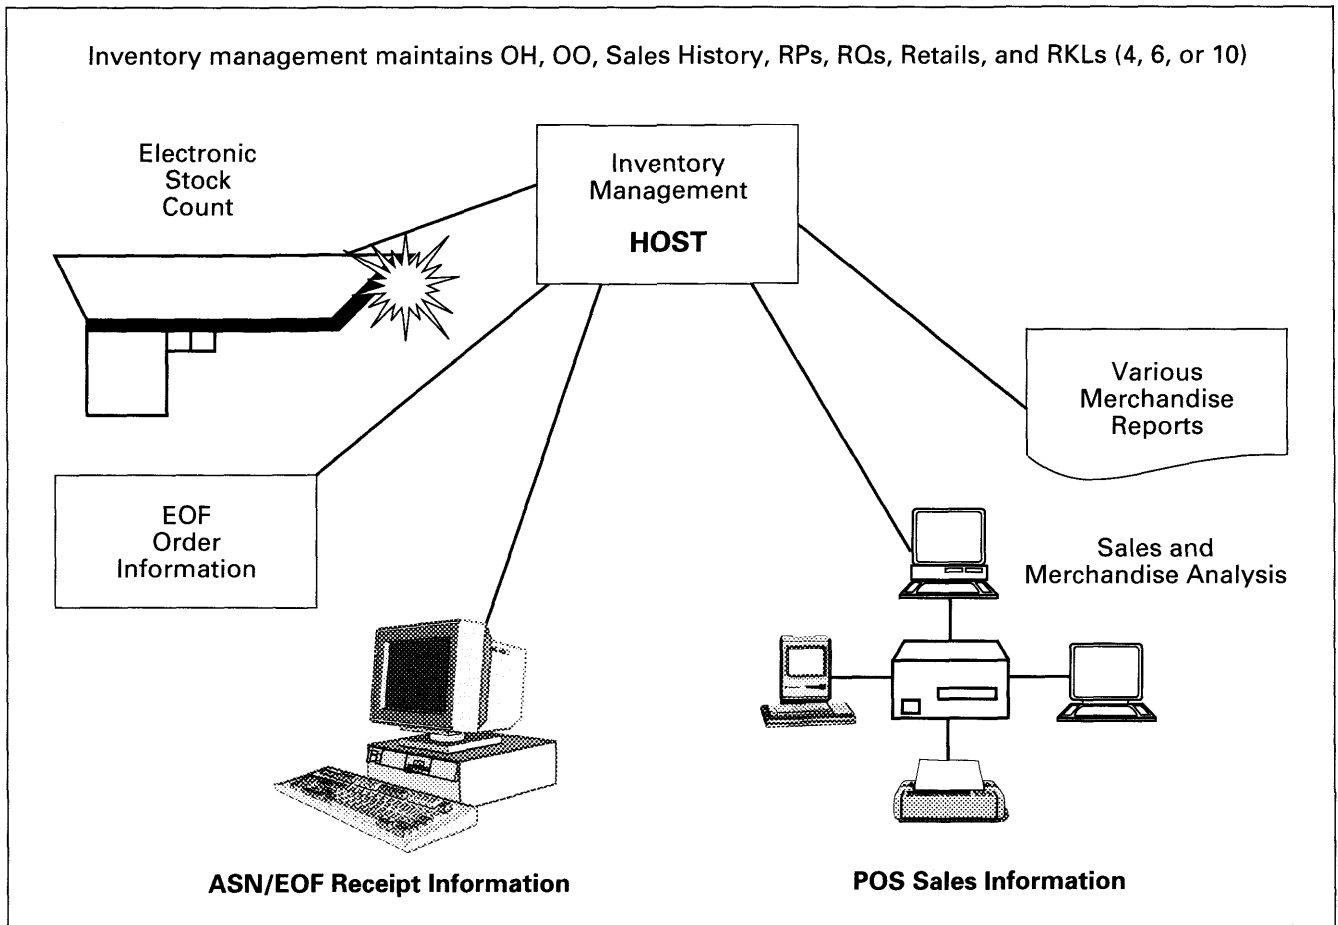 Inventory management maintains OH, OO, Sales History, RPs, RQs, Retails, and RKLs (4, 6, or 10)
Electronic
Stock
Count
Inventory
Management
HOST
Various
Merchandise
Reports
EOF
Order
Information
Sales and
Merchandise Analysis
ASN/EOF Receipt Information
POS Sales Information